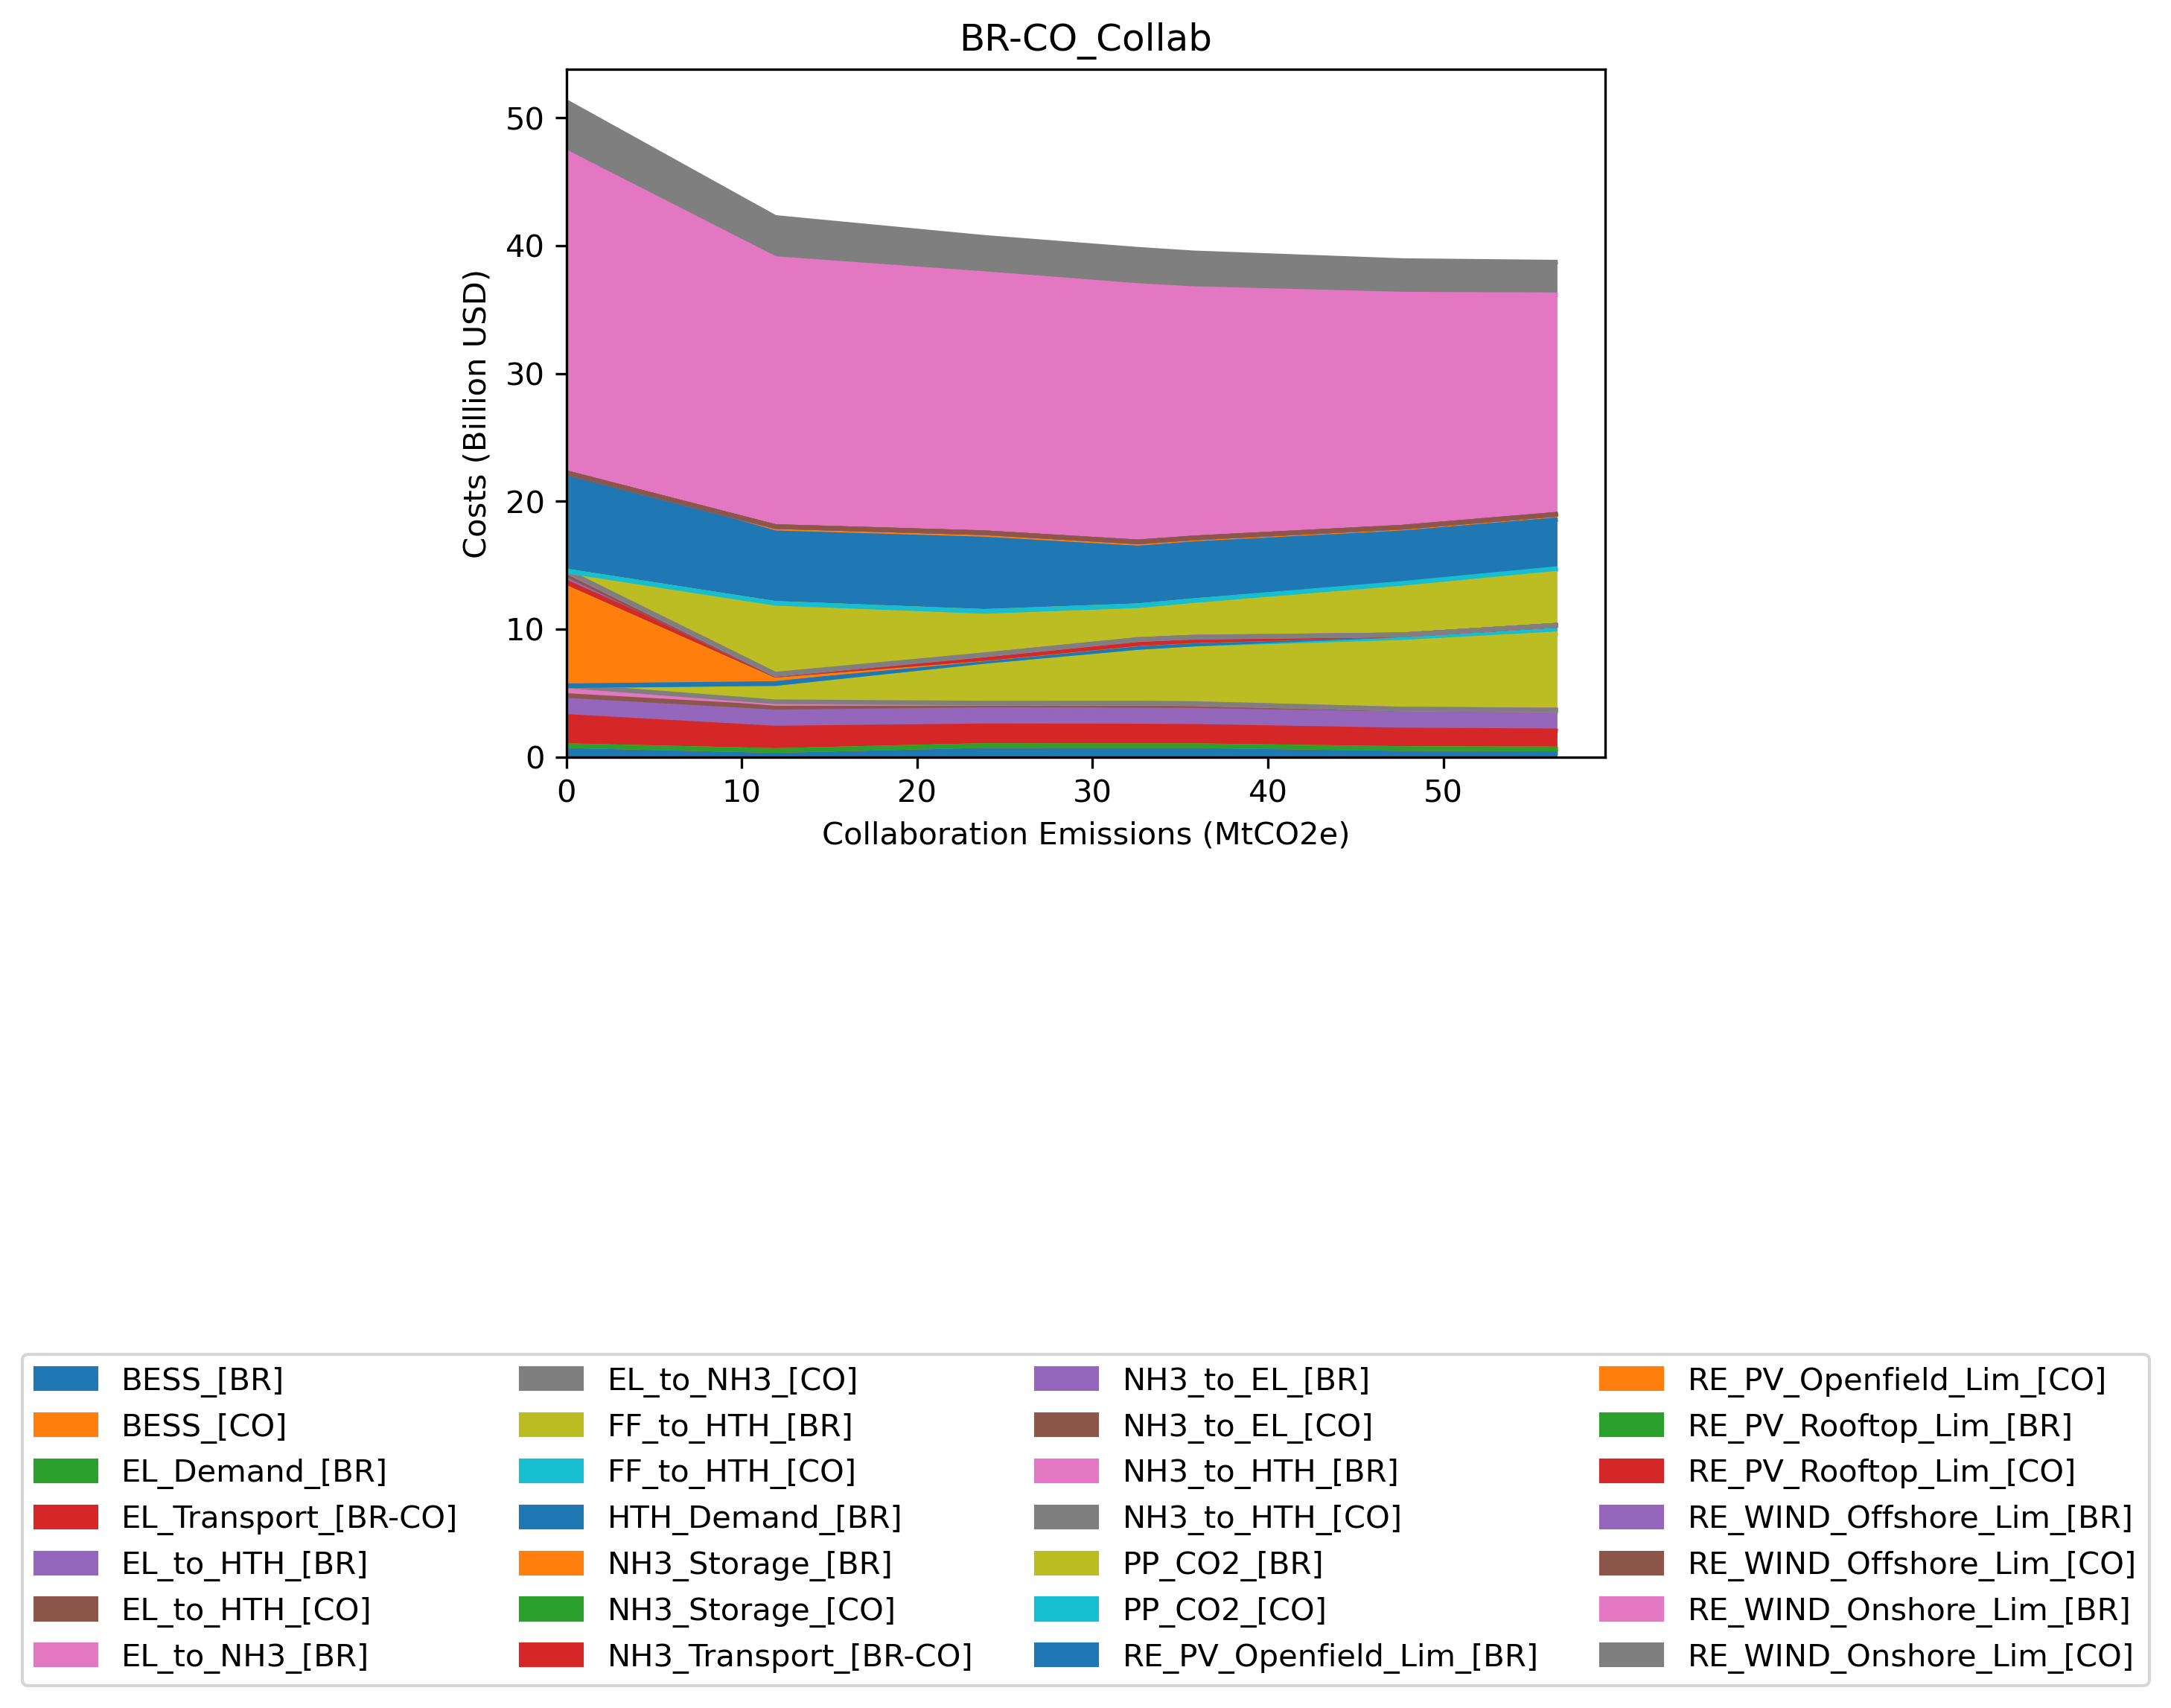 BR-CO_Collab
50
40
30
20
10
0
Costs (Billion USD)
0 10 20 30 40 50
Collaboration Emissions (MtCO2e)
BESS_[BR]
BESS_[CO]
EL_Demand_[BR]
EL_Transport_[BR-CO]
EL_to_HTH_[BR]
EL_to_HTH_[CO]
EL_to_NH3_[BR]
EL_to_NH3_[CO]
FF_to_HTH_[BR]
FF_to_HTH_[CO]
HTH_Demand_[BR]
NH3_Storage_[BR]
NH3_Storage_[CO]
NH3_Transport_[BR-CO]
NH3_to_EL_[BR]
NH3_to_EL_[CO]
NH3_to_HTH_[BR]
NH3_to_HTH_[CO]
PP_CO2_[BR]
PP_CO2_[CO]
RE_PV_Openfield_Lim_[BR]
RE_PV_Openfield_Lim_[CO]
RE_PV_Rooftop_Lim_[BR]
RE_PV_Rooftop_Lim_[CO]
RE_WIND_Offshore_Lim_[BR]
RE_WIND_Offshore_Lim_[CO]
RE_WIND_Onshore_Lim_[BR]
RE_WIND_Onshore_Lim_[CO]